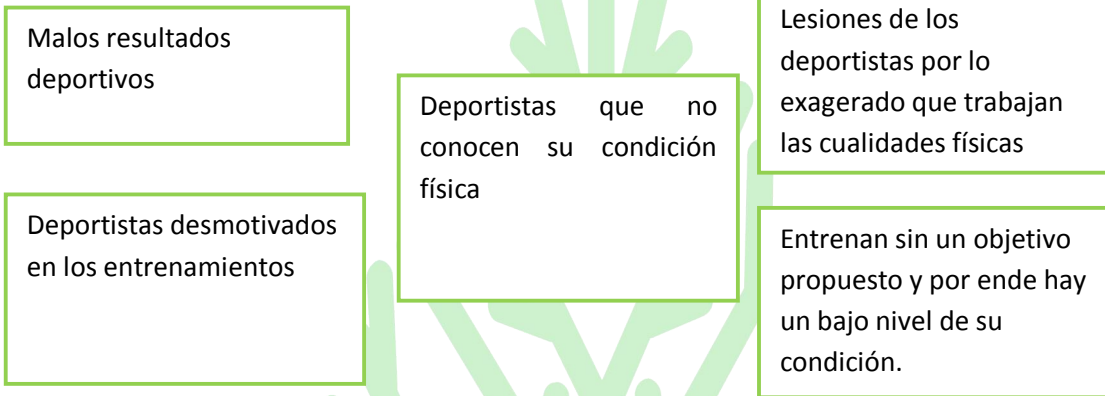 Malos resultados
deportivos
Deportistas desmotivados
en los entrenamientos
Deportistas que no
conocen su condición
física
Lesiones de los
deportistas por lo
exagerado que trabajan
las cualidades físicas
Entrenan sin un objetivo
propuesto y por ende hay
un bajo nivel de su
condición.